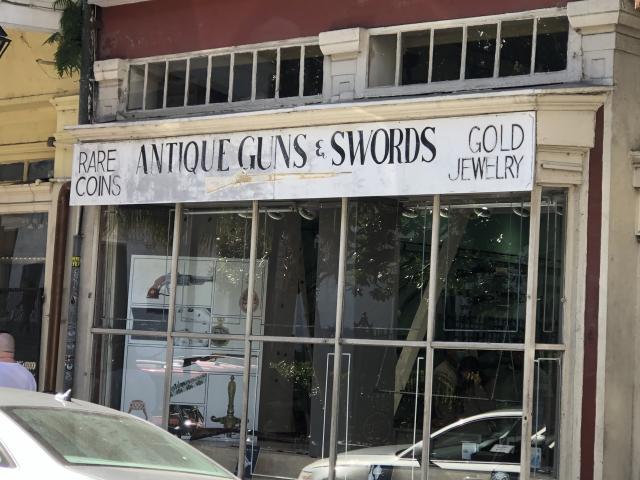 RARE
COINS
ANTIQUE GUNS & SWORDS
GOLD
JEWELRY